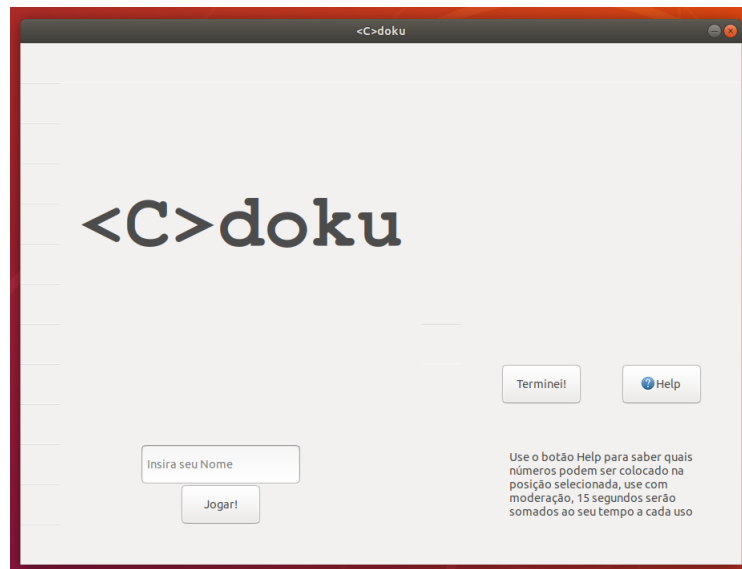 <C>doku
<C>doku
Terminei!
Help
Insira seu Nome
Jogar!
Use o botão Help para saber quais
números podem ser colocado na
posição selecionada, use com
moderação, 15 segundos serão
somados ao seu tempo a cada uso